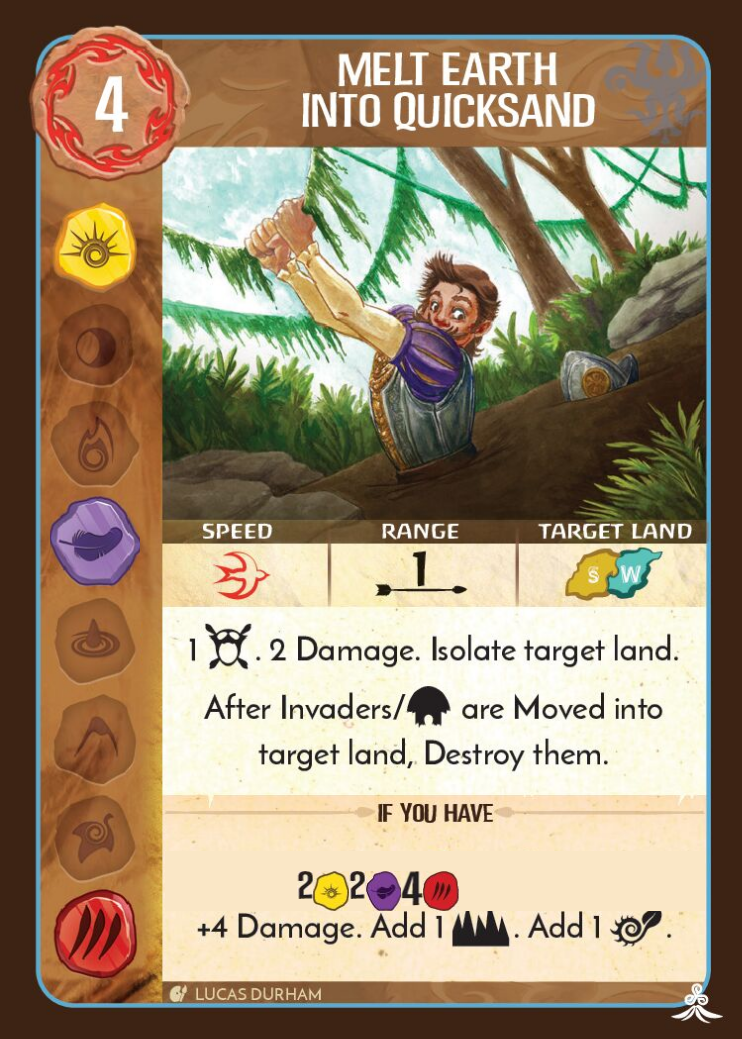 4
MELT EARTH
INTO QUICKSAND
SPEED RANGE TARGET LAND
1 S W
1 . 2 Damage. Isolate target land.
After Invaders/ are Moved into
target land, Destroy them.
IF YOU HAVE
2 2 4
+4 Damage. Add 1 . Add 1 .
LUCAS DURHAM